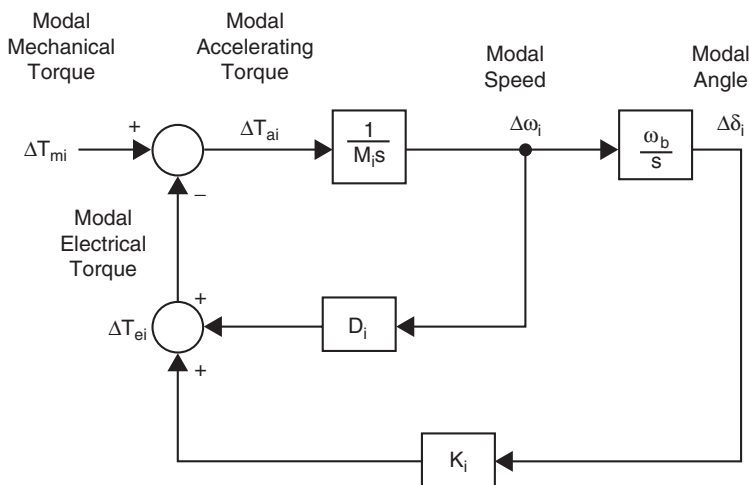 Modal
Mechanical
Torque
Modal
Accelerating
Torque
Modal
Speed
Modal
Angle
ΔT_mi
+
−
ΔT_ai
1
M_i s
Δω_i
ω_b
s
Δδ_i
Modal
Electrical
Torque
ΔT_ei
+
+
D_i
K_i